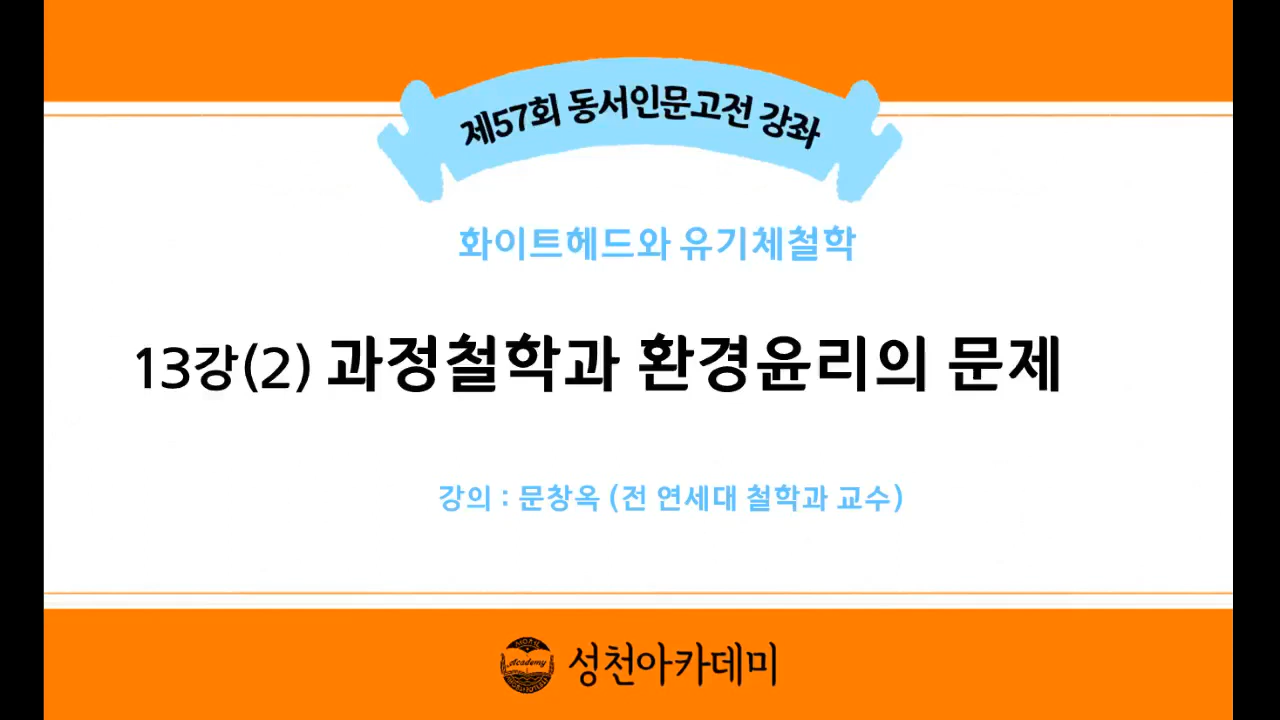 제57회 동서인문고전 강좌
화이트헤드와 유기체철학
13강(2) 과정철학과 환경윤리의 문제
강의 : 문창옥 (전 연세대 철학과 교수)
Academy
성천아카데미